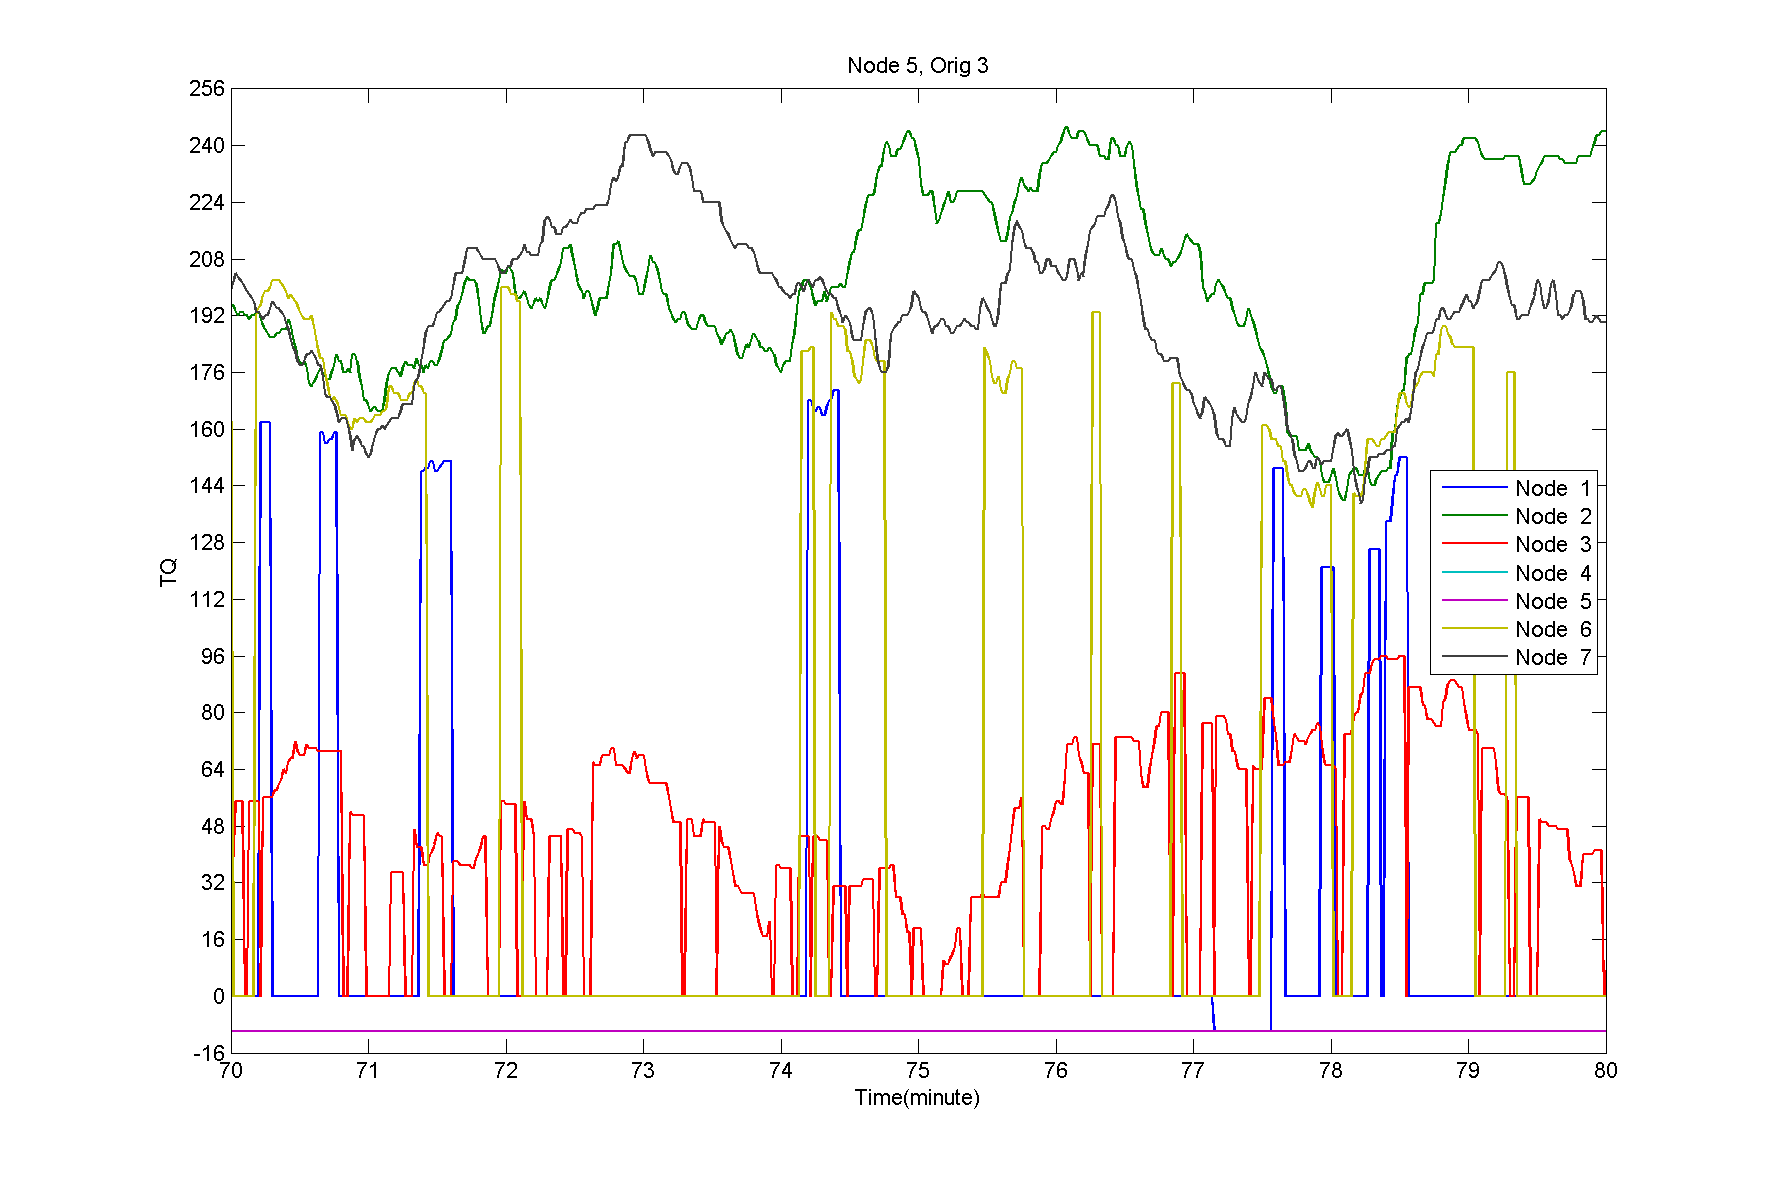 Node 5, Orig 3
256
240
224
208
192
176
160
144
128
112
96
80
64
48
32
16
0
-16
TQ
Node 1
Node 2
Node 3
Node 4
Node 5
Node 6
Node 7
70 71 72 73 74 75 76 77 78 79 80
Time(minute)